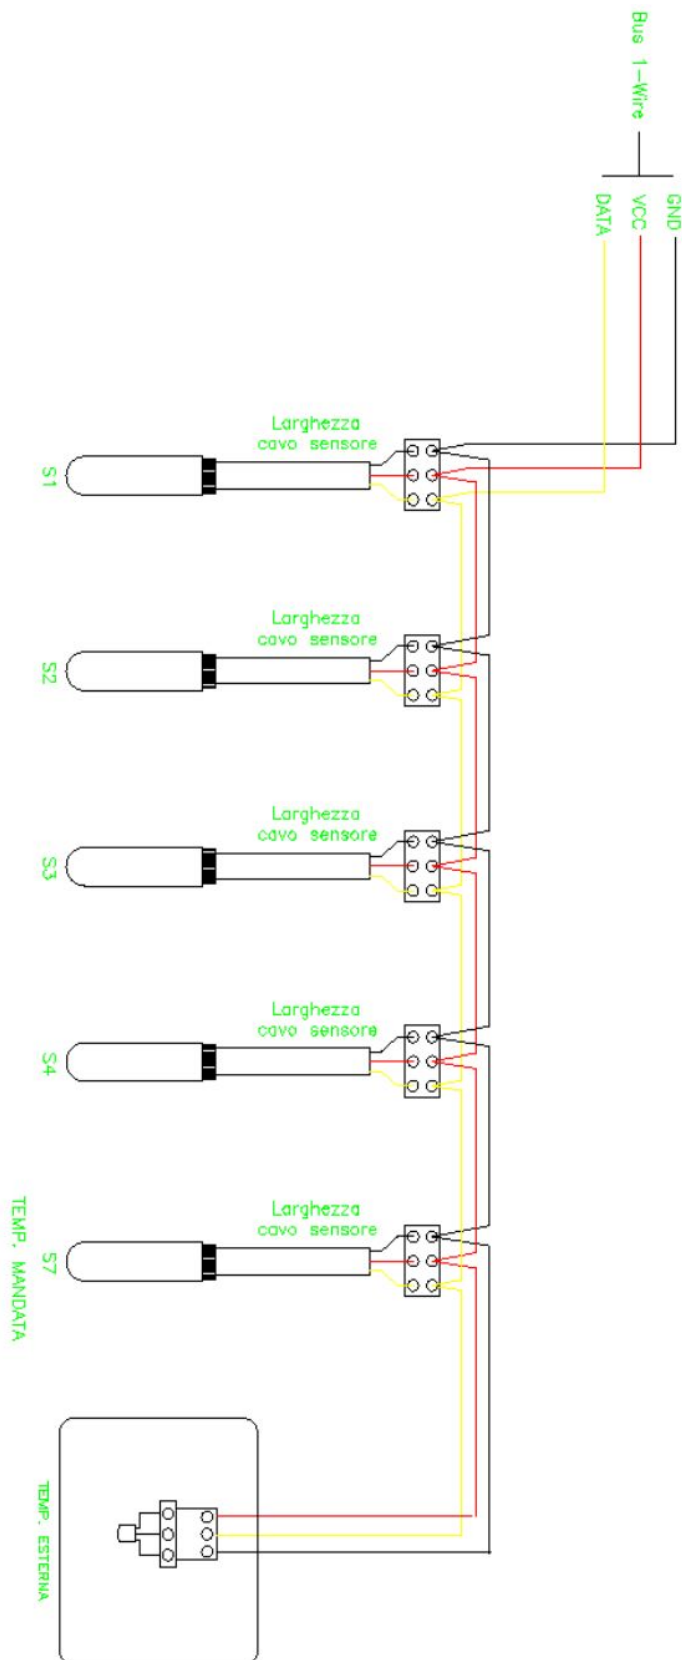 Bus 1-Wire
GND
VCC
DATA
Larghezza
cavo sensore
S1
Larghezza
cavo sensore
S2
Larghezza
cavo sensore
S3
Larghezza
cavo sensore
S4
Larghezza
cavo sensore
S7
TEMP. MANDATA
TEMP. ESTERNA